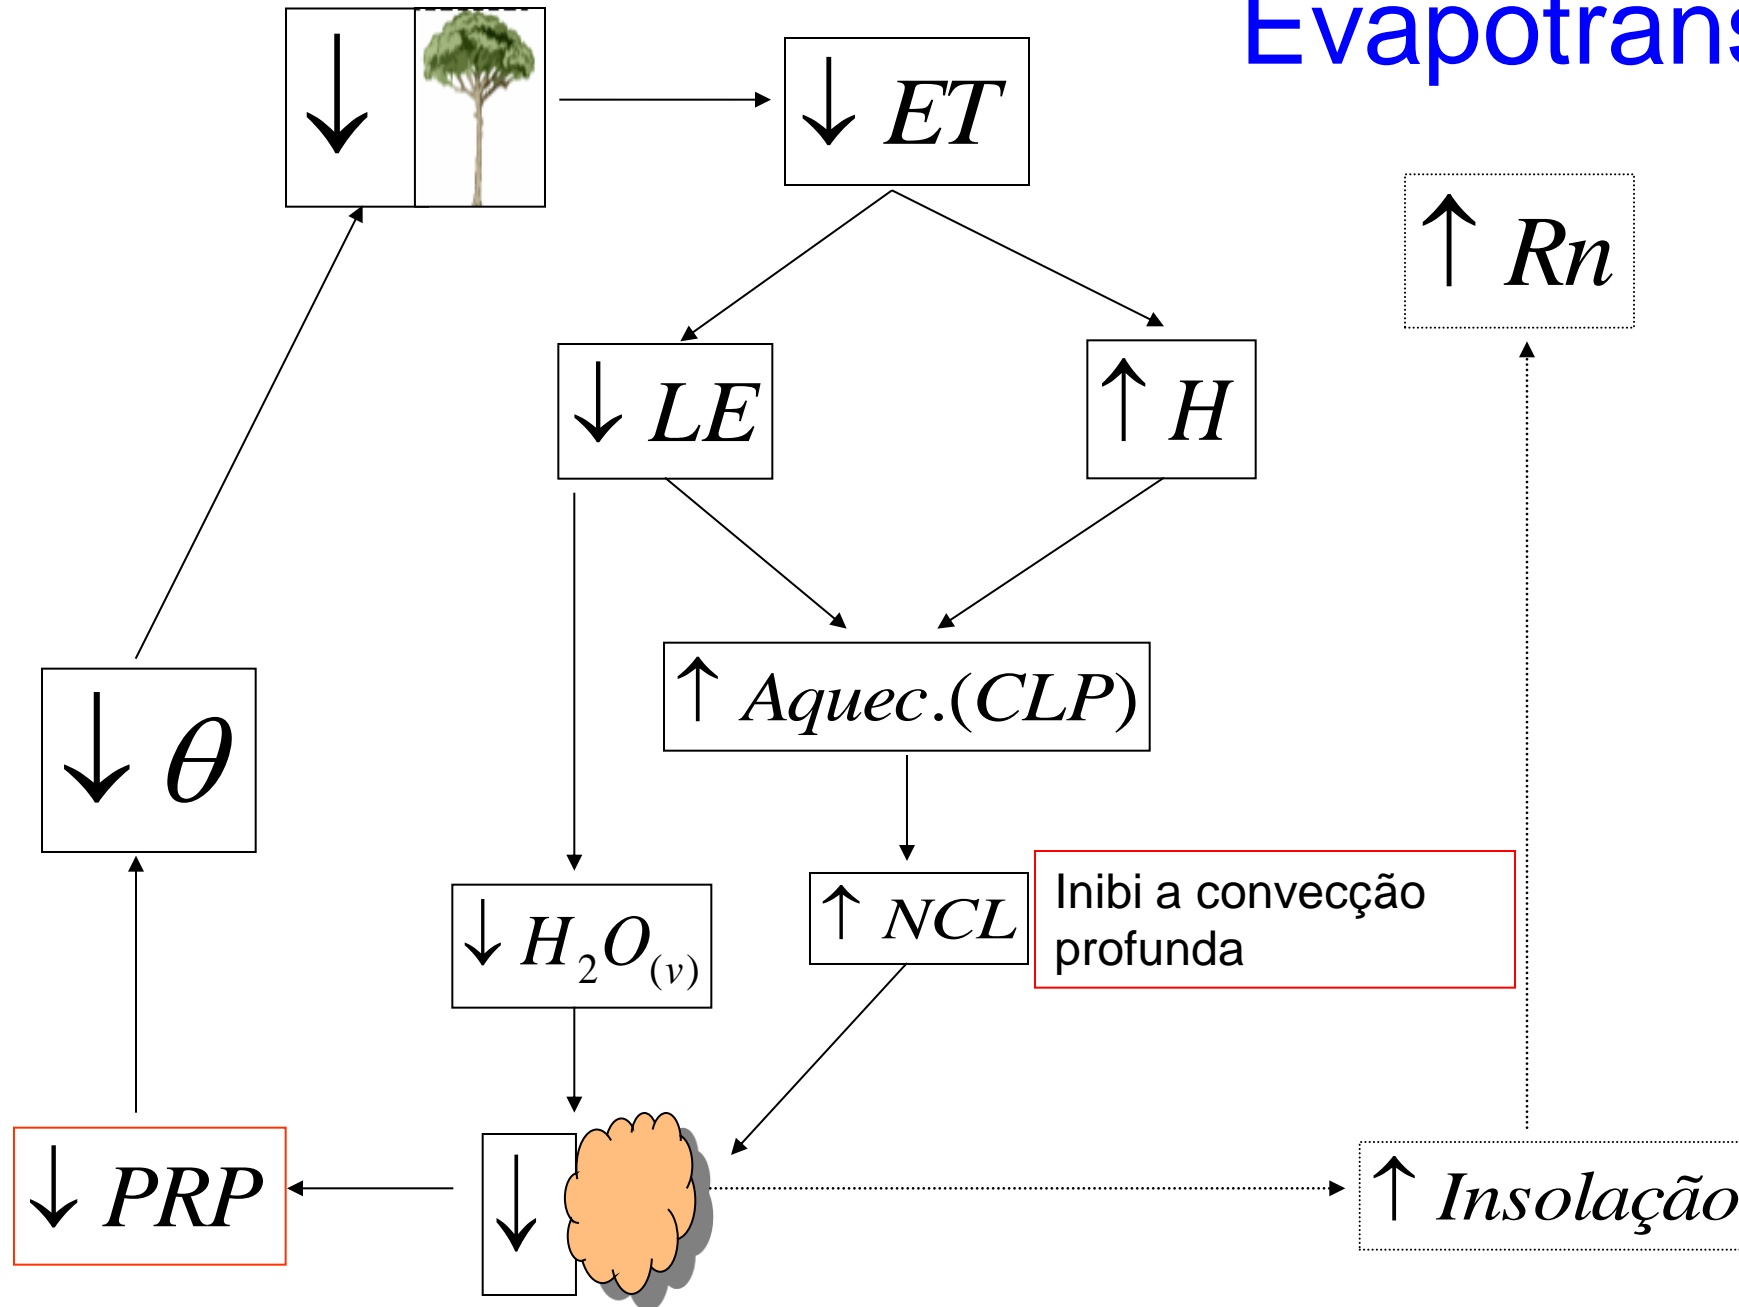 Evapotrans
↓
↓ ET
↑ Rn
↓ LE
↑ H
↑ Aquec.(CLP)
↓ θ
↓ H₂O₍ᵥ₎
↑ NCL
Inibi a convecção
profunda
↓ PRP
↓
↑ Insolação